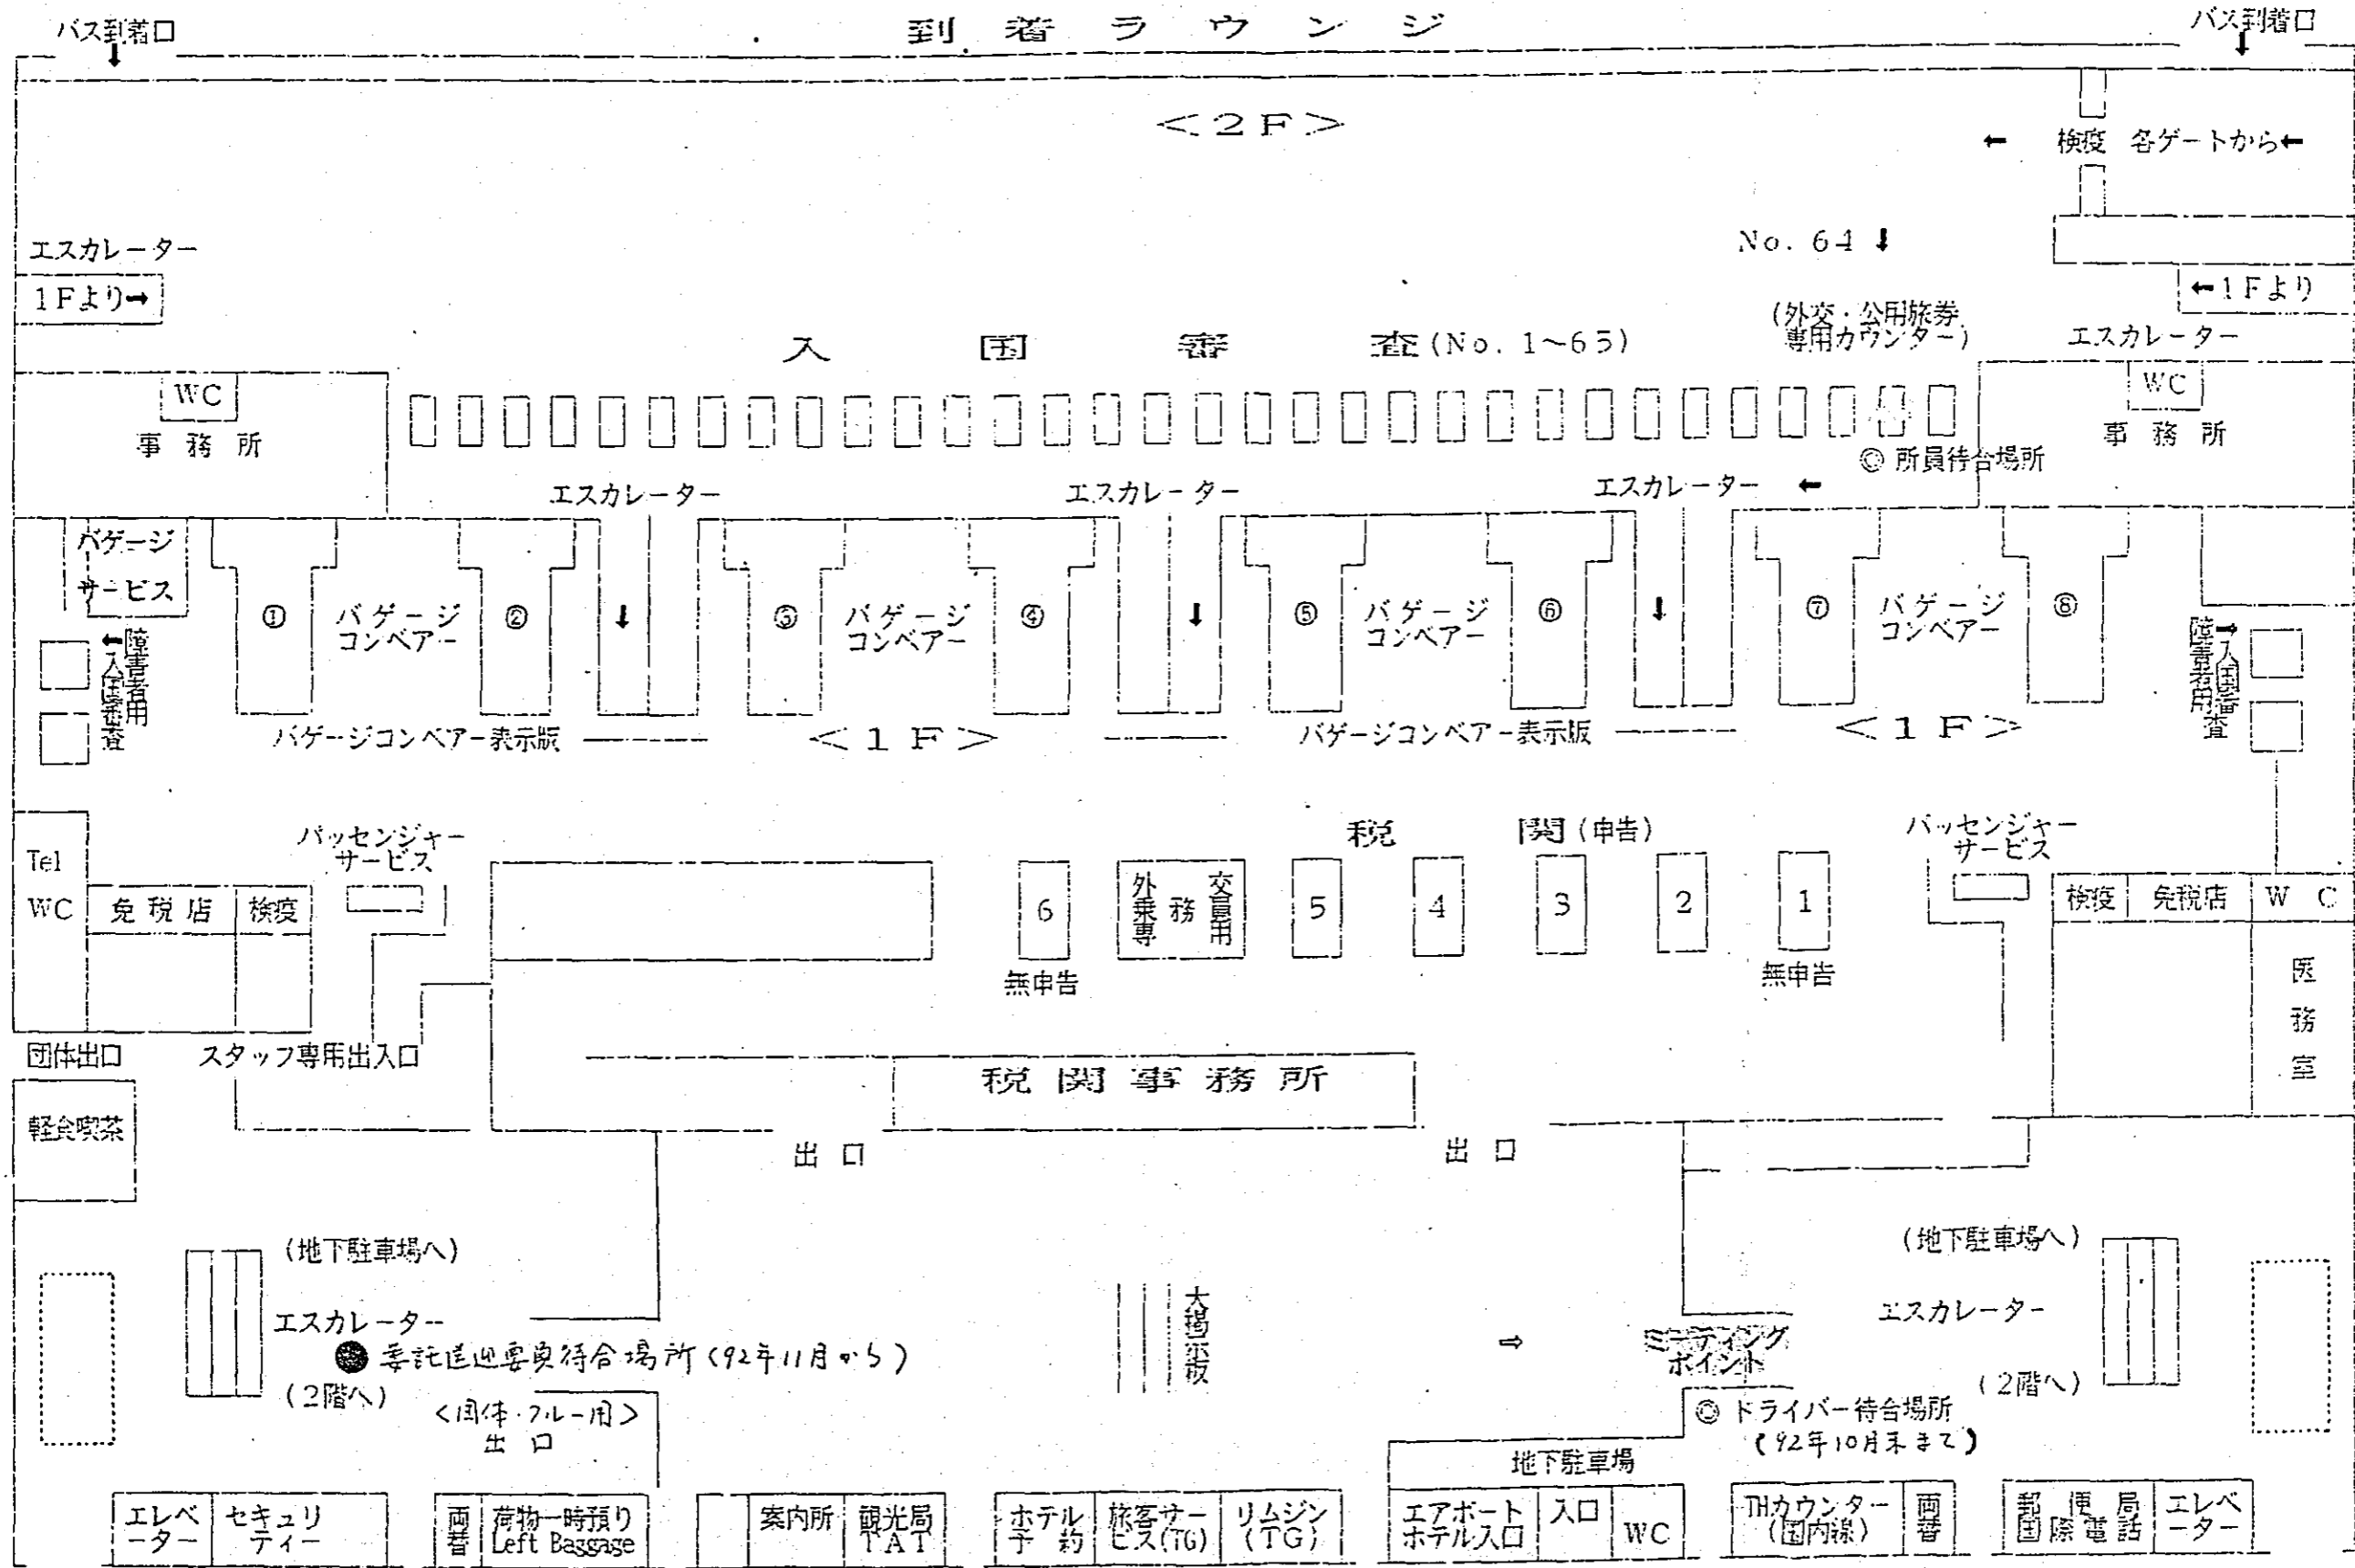 バス到着口
到着ラウンジ
バス到着口
<2F>
← 検疫 各ゲートから←
エスカレーター
1Fより→
No. 64 ↓
←1Fより
(外交・公用旅券
専用カウンター)
エスカレーター
入国審査(No. 1~65)
WC
事務所
WC
事務所
◎ 所員待合場所
エスカレーター
エスカレーター
エスカレーター ←
バゲージ
サービス
①
バゲージ
コンベアー
②
③
バゲージ
コンベアー
④
⑤
バゲージ
コンベアー
⑥
⑦
バゲージ
コンベアー
⑧
障害者用
←入国審査
障害者用
→入国審査
バゲージコンベアー表示版
<1F>
バゲージコンベアー表示版
<1F>
税関(申告)
Tel
WC
免税店
検疫
パッセンジャー
サービス
6
外交
乗務員
専用
5
4
3
2
1
無申告
無申告
パッセンジャー
サービス
検疫
免税店
WC
医務室
団体出口
スタッフ専用出入口
税関事務所
軽食喫茶
出口
出口
(地下駐車場へ)
エスカレーター
委託送迎要員待合場所(92年11月から)
(2階へ)
<団体・クルー用>
出口
大掲示板
⇒
ミーティング
ポイント
(地下駐車場へ)
エスカレーター
(2階へ)
◎ ドライバー待合場所
(92年10月末まで)
地下駐車場
エレベ
ーター
セキュリ
ティー
両替
荷物一時預り
Left Baggage
案内所
観光局
TAT
ホテル
予約
旅客サー
ビス(TG)
リムジン
(TG)
エアポート
ホテル入口
入口
WC
THカウンター
(国内線)
両替
郵便局
国際電話
エレベ
ーター